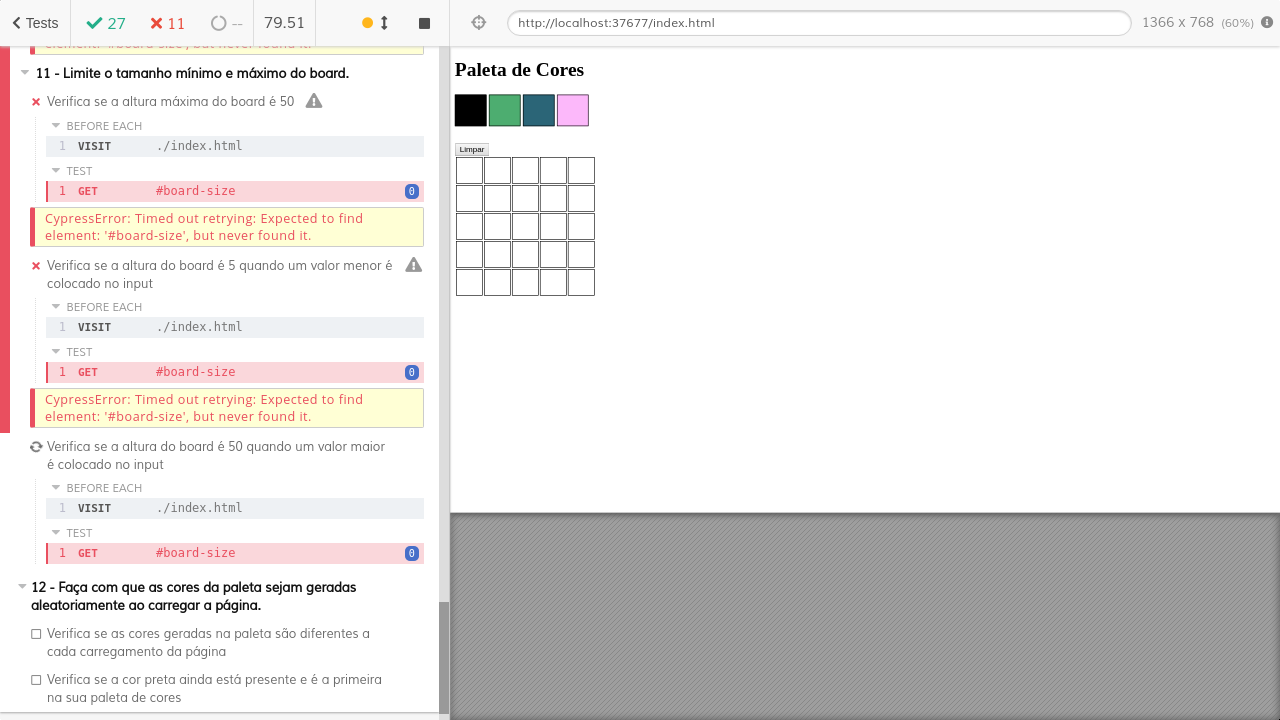 Tests
27
11
--
79.51
http://localhost:37677/index.html
1366 x 768 (60%)
element: '#board-size', but never found it.
11 - Limite o tamanho mínimo e máximo do board.
Verifica se a altura máxima do board é 50
BEFORE EACH
1 VISIT ./index.html
TEST
1 GET #board-size 0
CypressError: Timed out retrying: Expected to find
element: '#board-size', but never found it.
Verifica se a altura do board é 5 quando um valor menor é
colocado no input
BEFORE EACH
1 VISIT ./index.html
TEST
1 GET #board-size 0
CypressError: Timed out retrying: Expected to find
element: '#board-size', but never found it.
Verifica se a altura do board é 50 quando um valor maior
é colocado no input
BEFORE EACH
1 VISIT ./index.html
TEST
1 GET #board-size 0
12 - Faça com que as cores da paleta sejam geradas
aleatoriamente ao carregar a página.
Verifica se as cores geradas na paleta são diferentes a
cada carregamento da página
Verifica se a cor preta ainda está presente e é a primeira
na sua paleta de cores
Paleta de Cores
Limpar